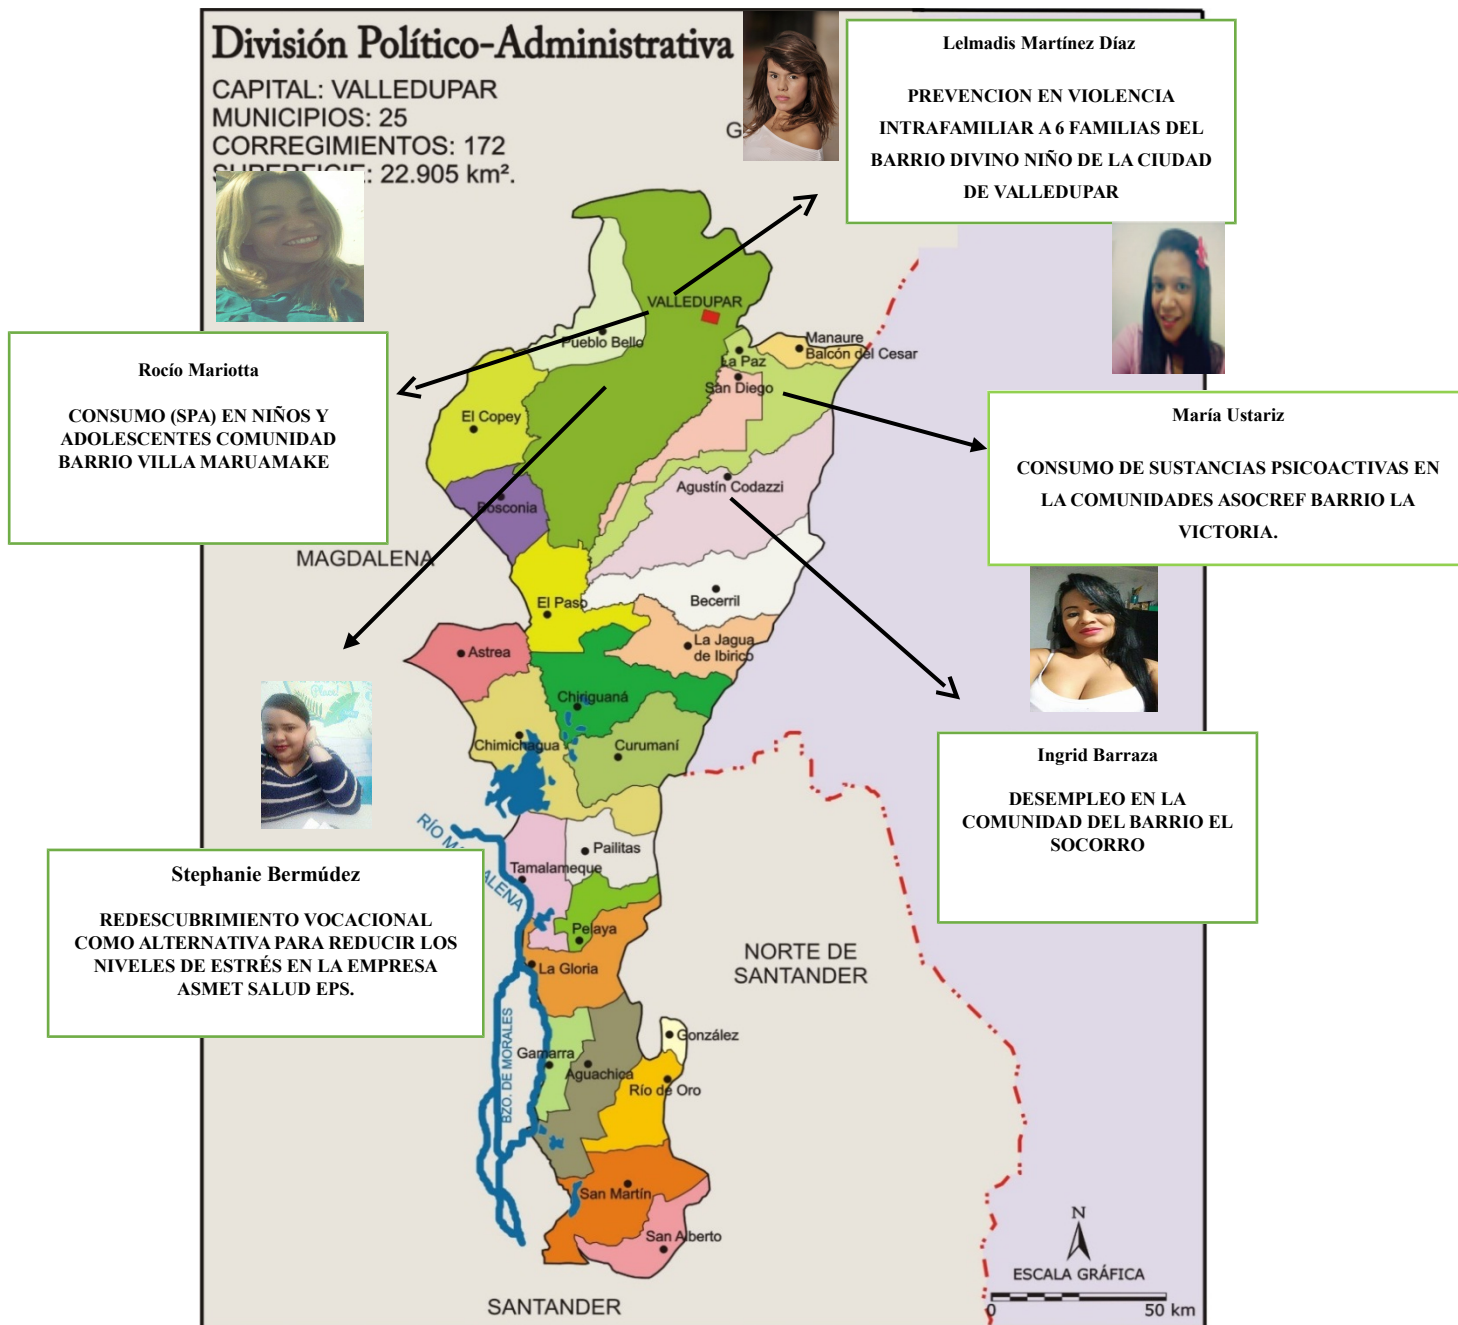 División Político-Administrativa
CAPITAL: VALLEDUPAR
MUNICIPIOS: 25
CORREGIMIENTOS: 172
SUPERFICIE: 22.905 km².
Lelmadis Martínez Díaz
PREVENCION EN VIOLENCIA
INTRAFAMILIAR A 6 FAMILIAS DEL
BARRIO DIVINO NIÑO DE LA CIUDAD
DE VALLEDUPAR
Rocío Mariotta
CONSUMO (SPA) EN NIÑOS Y
ADOLESCENTES COMUNIDAD
BARRIO VILLA MARUAMAKE
María Ustariz
CONSUMO DE SUSTANCIAS PSICOACTIVAS EN
LA COMUNIDADES ASOCREF BARRIO LA
VICTORIA.
Ingrid Barraza
DESEMPLEO EN LA
COMUNIDAD DEL BARRIO EL
SOCORRO
Stephanie Bermúdez
REDESCUBRIMIENTO VOCACIONAL
COMO ALTERNATIVA PARA REDUCIR LOS
NIVELES DE ESTRÉS EN LA EMPRESA
ASMET SALUD EPS.
VALLEDUPAR
Pueblo Bello
Manaure
Balcón del Cesar
La Paz
San Diego
El Copey
Agustín Codazzi
Bosconia
MAGDALENA
Becerril
El Paso
La Jagua
de Ibirico
Astrea
Chiriguaná
Chimichagua
Curumaní
RÍO
Pailitas
Tamalameque
Pelaya
La Gloria
NORTE DE
SANTANDER
BZO. DE MORALES
González
Gamarra
Aguachica
Río de Oro
San Martín
San Alberto
SANTANDER
N
ESCALA GRÁFICA
0 50 km